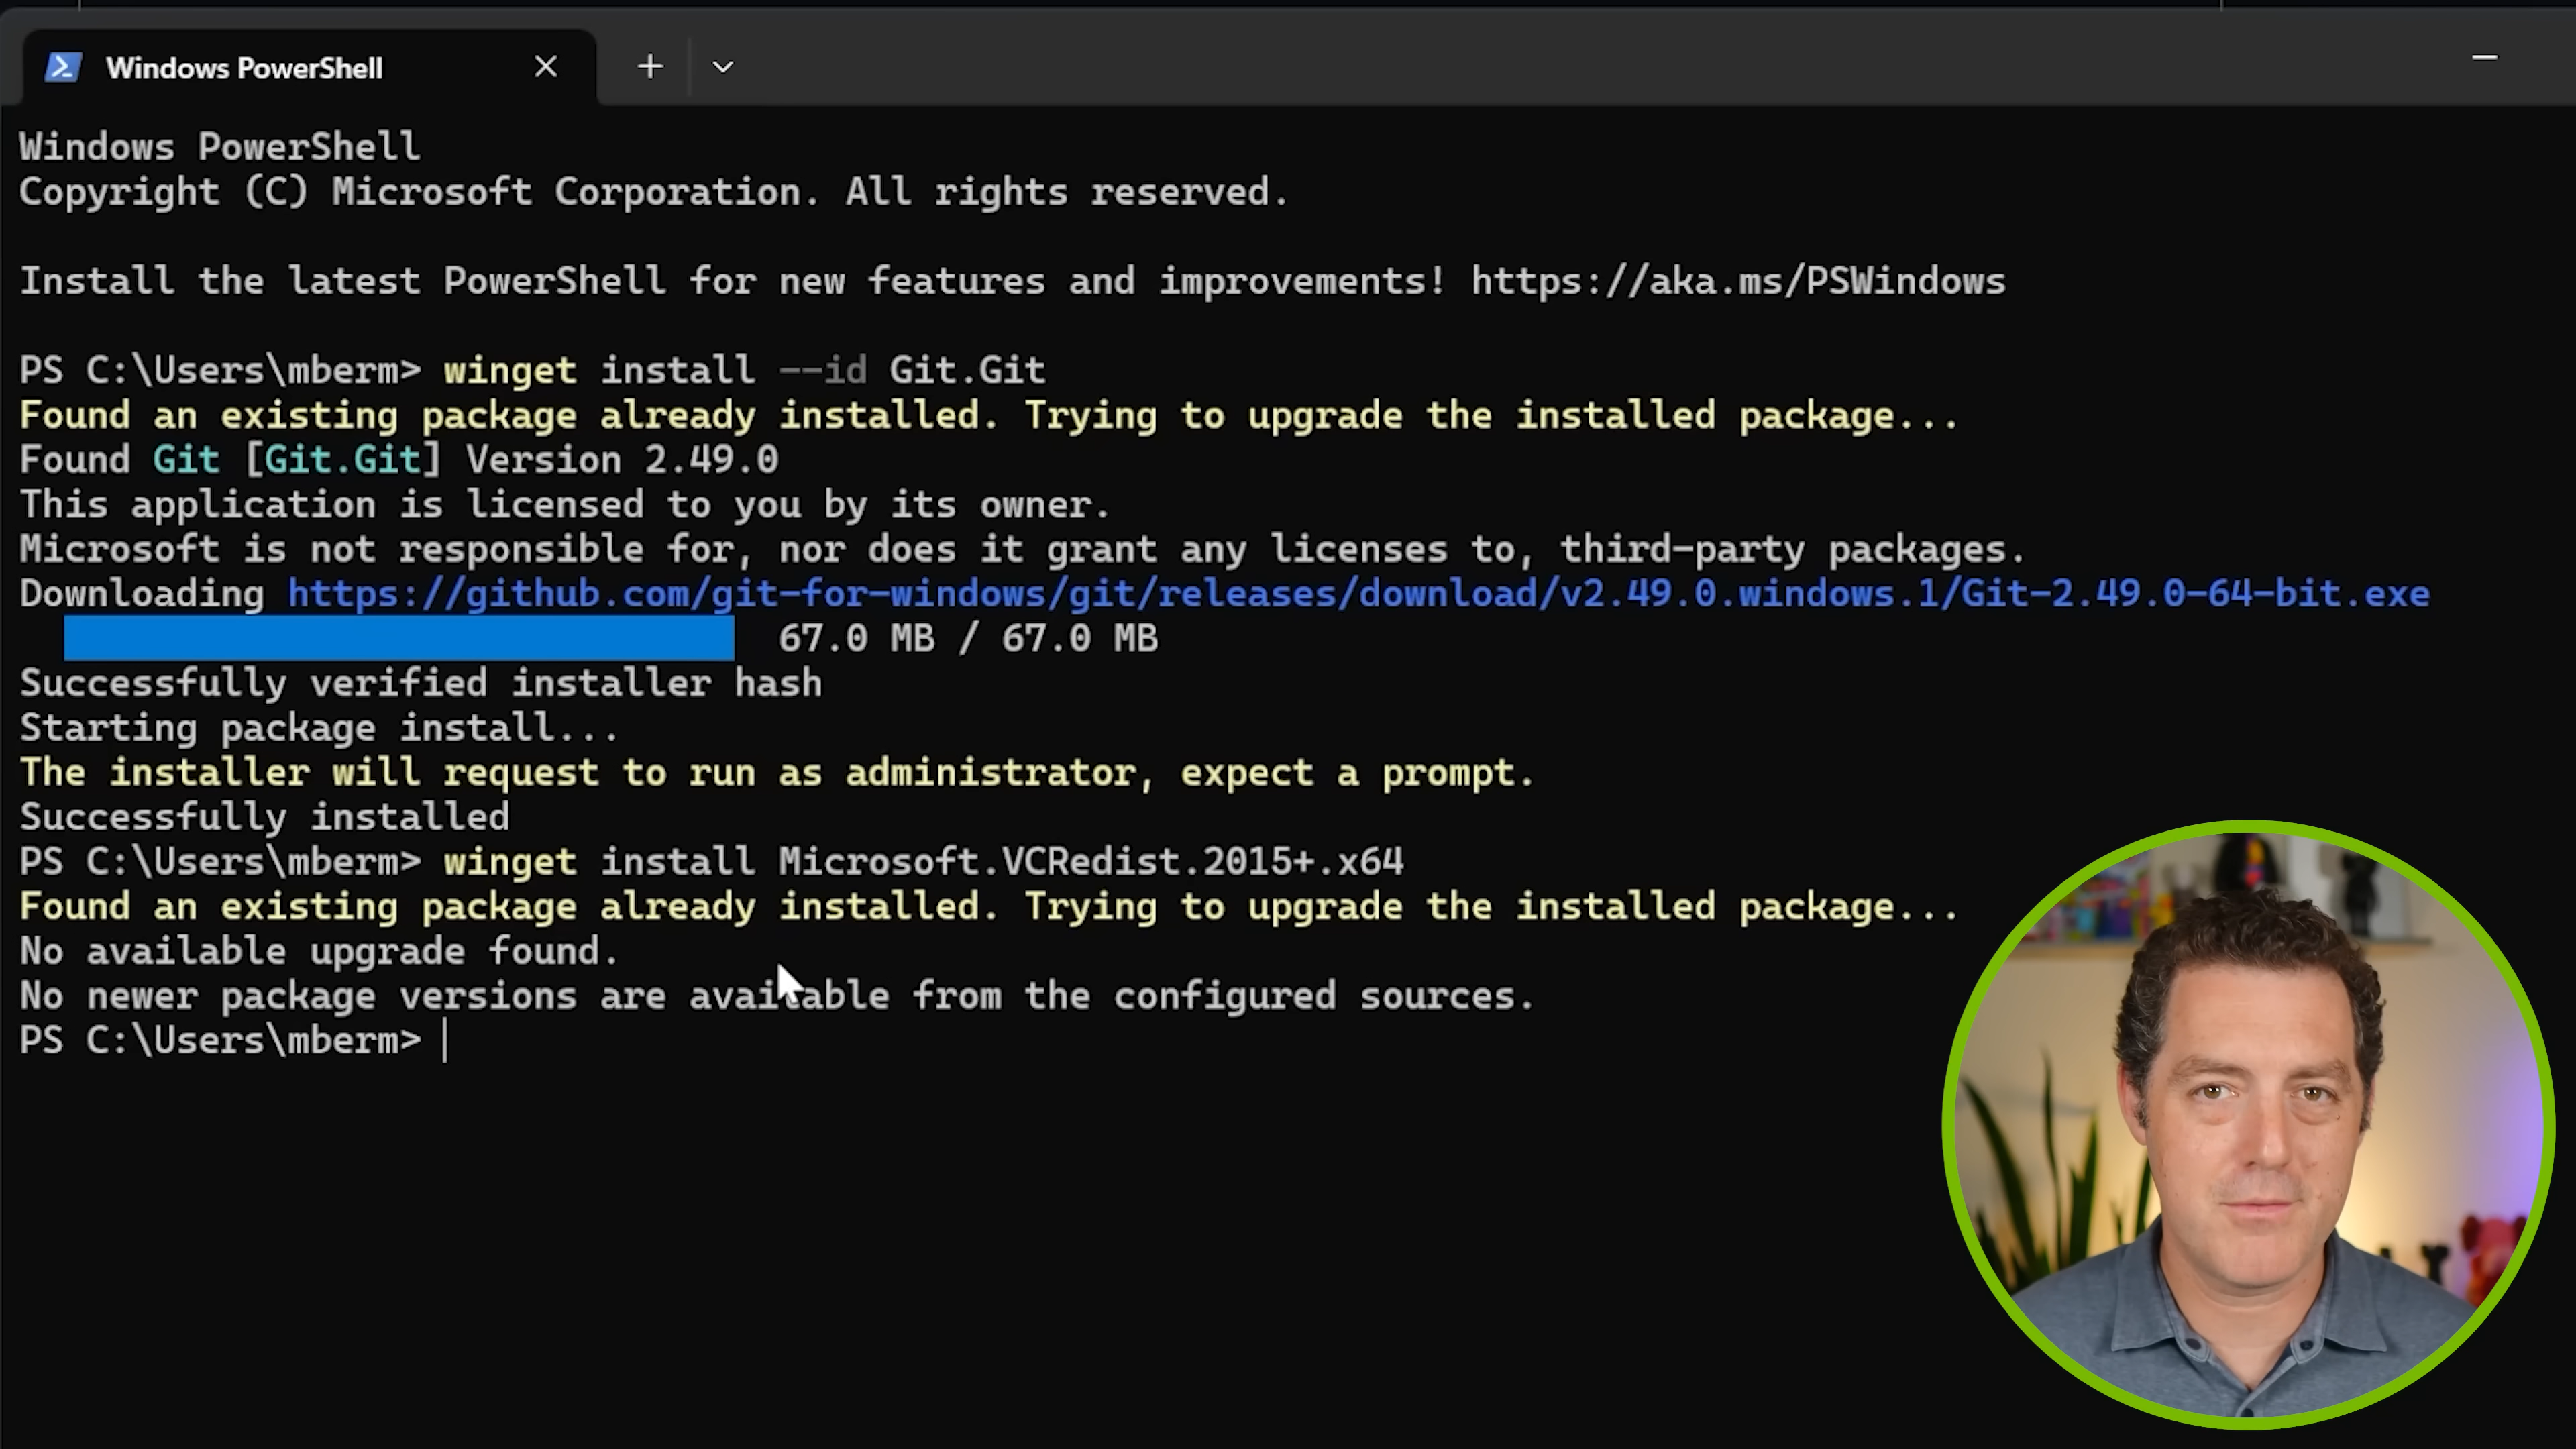 Windows PowerShell
Windows PowerShell
Copyright (C) Microsoft Corporation. All rights reserved.
Install the latest PowerShell for new features and improvements! https://aka.ms/PSWindows
PS C:\Users\mberm> winget install --id Git.Git
Found an existing package already installed. Trying to upgrade the installed package...
Found Git [Git.Git] Version 2.49.0
This application is licensed to you by its owner.
Microsoft is not responsible for, nor does it grant any licenses to, third-party packages.
Downloading https://github.com/git-for-windows/git/releases/download/v2.49.0.windows.1/Git-2.49.0-64-bit.exe
67.0 MB / 67.0 MB
Successfully verified installer hash
Starting package install...
The installer will request to run as administrator, expect a prompt.
Successfully installed
PS C:\Users\mberm> winget install Microsoft.VCRedist.2015+.x64
Found an existing package already installed. Trying to upgrade the installed package...
No available upgrade found.
No newer package versions are available from the configured sources.
PS C:\Users\mberm>